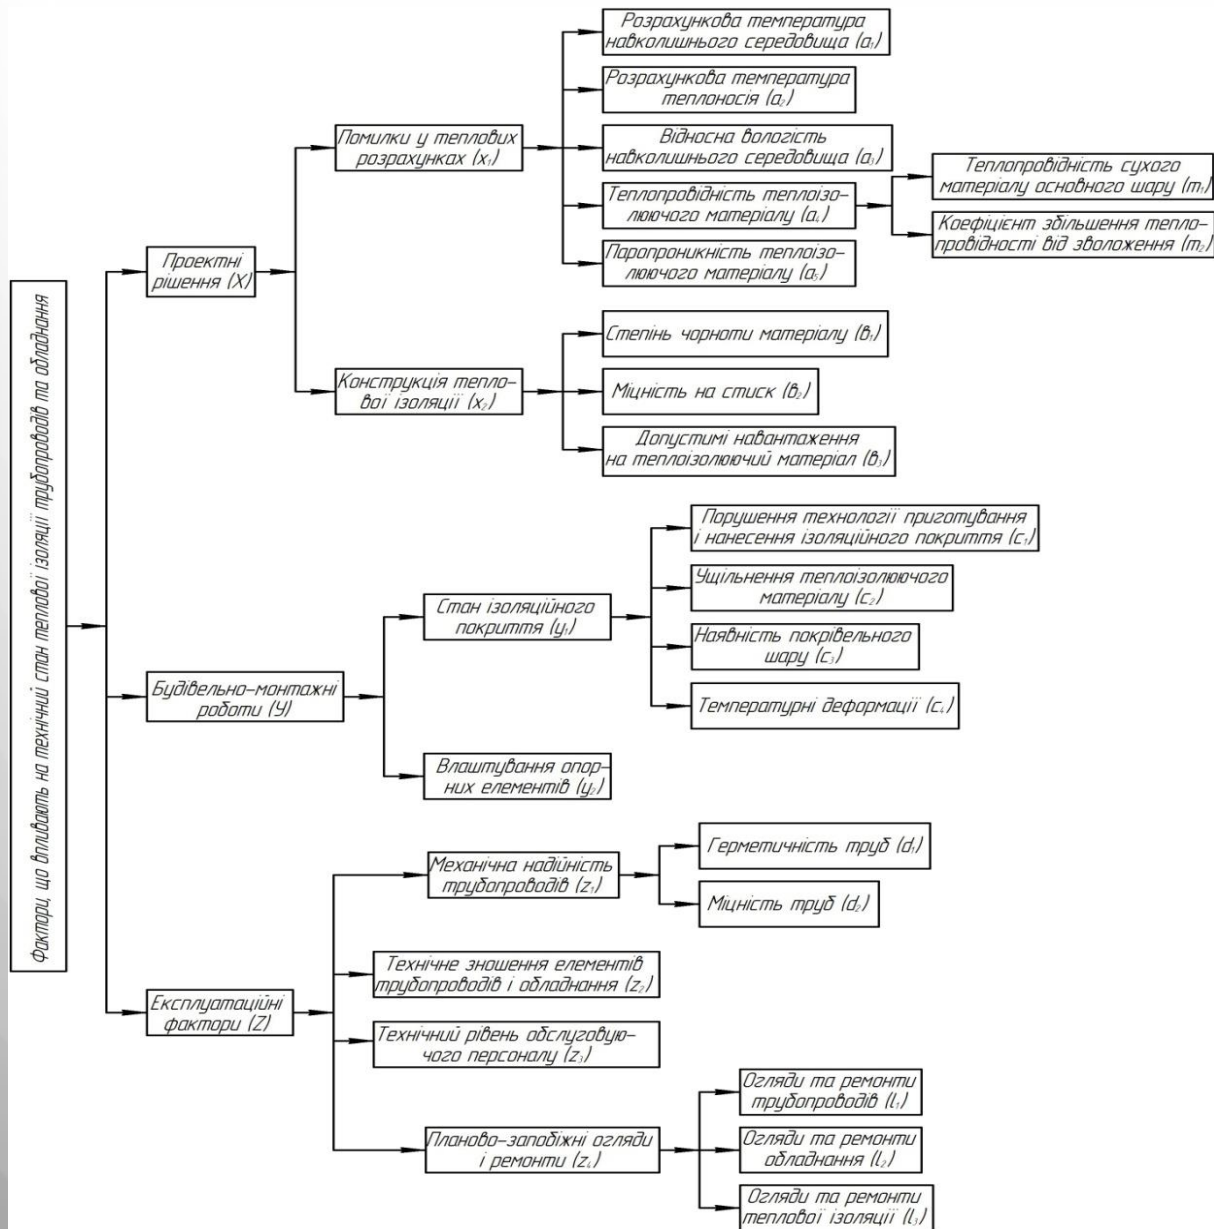 Фактори, що впливають на технічний стан теплової ізоляції трубопроводів та обладнання
Проектні
рішення (X)
Помилки у теплових
розрахунках (x₁)
Розрахункова температура
навколишнього середовища (a₁)
Розрахункова температура
теплоносія (a₂)
Відносна вологість
навколишнього середовища (a₃)
Теплопровідність теплоізо-
люючого матеріалу (a₄)
Теплопровідність сухого
матеріалу основного шару (m₁)
Коефіцієнт збільшення тепло-
провідності від зволоження (m₂)
Паропроникність теплоізо-
люючого матеріалу (a₅)
Конструкція тепло-
вої ізоляції (x₂)
Степінь чорноти матеріалу (в₁)
Міцність на стиск (в₂)
Допустимі навантаження
на теплоізолюючий матеріал (в₃)
Будівельно-монтажні
роботи (У)
Стан ізоляційного
покриття (у₁)
Порушення технології приготування
і нанесення ізоляційного покриття (с₁)
Ущільнення теплоізолюючого
матеріалу (с₂)
Наявність покрівельного
шару (с₃)
Температурні деформації (с₄)
Влаштування опор-
них елементів (у₂)
Експлуатаційні
фактори (Z)
Механічна надійність
трубопроводів (z₁)
Герметичність труб (d₁)
Міцність труб (d₂)
Технічне зношення елементів
трубопроводів і обладнання (z₂)
Технічний рівень обслуговую-
чого персоналу (z₃)
Планово-запобіжні огляди
і ремонти (z₄)
Огляди та ремонти
трубопроводів (l₁)
Огляди та ремонти
обладнання (l₂)
Огляди та ремонти
теплової ізоляції (l₃)